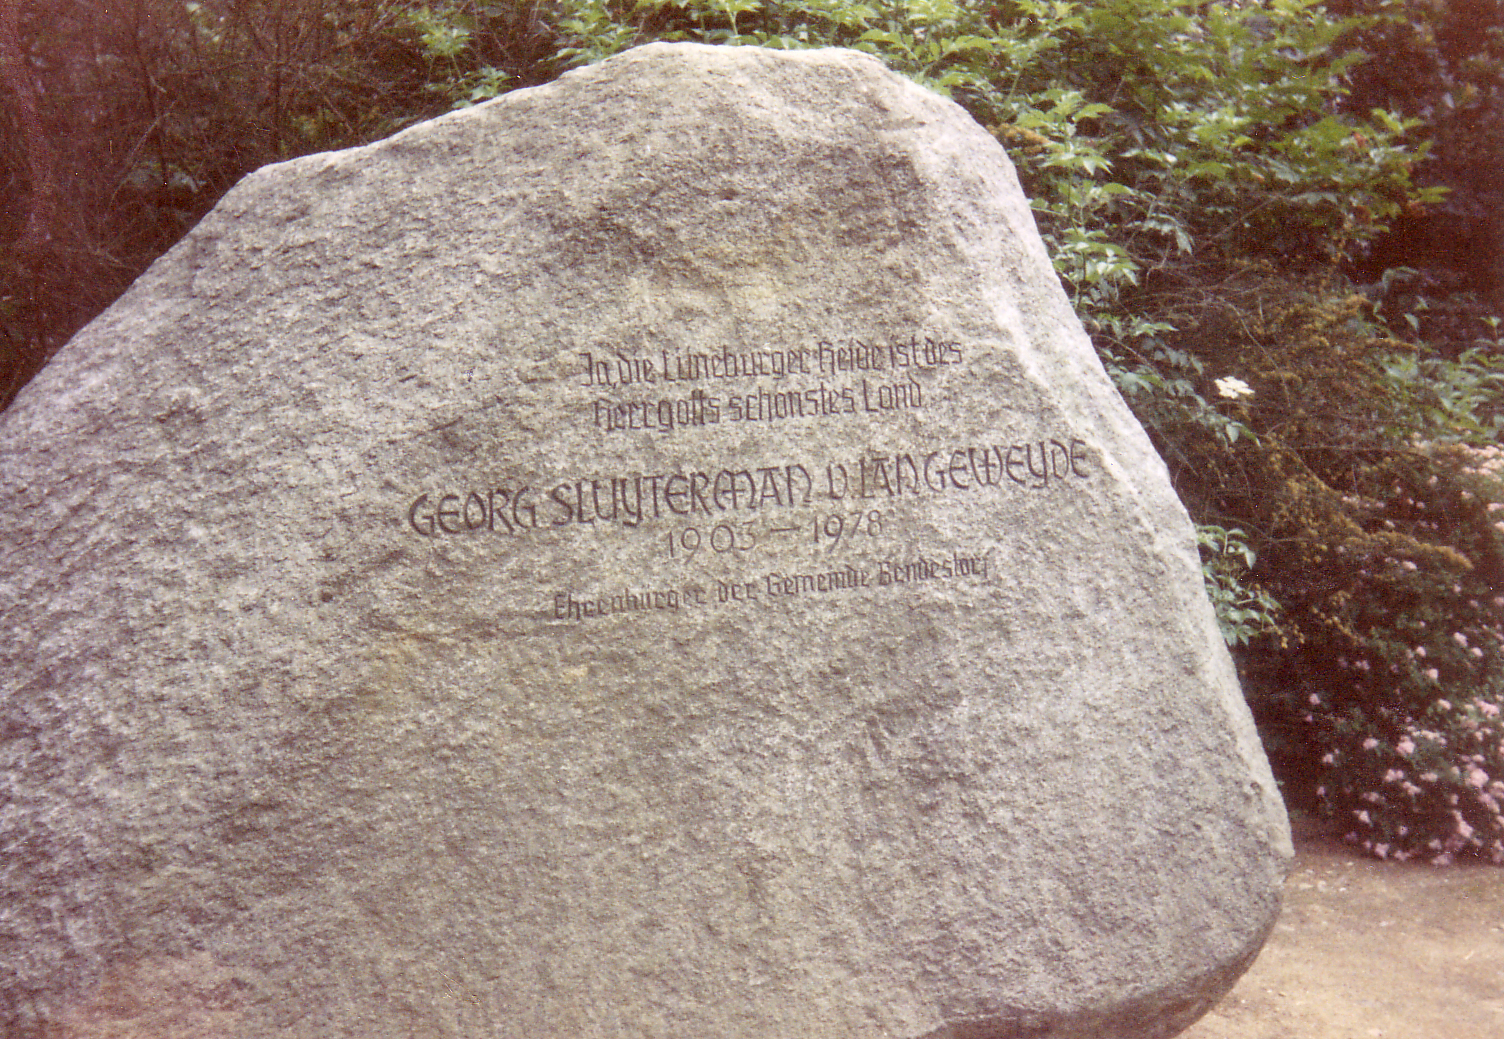 Ja, die Lüneburger Heide ist des
Herrgotts schönstes Land
GEORG SLUYTERMAN V. LANGEWEYDE
1903 — 1978
Ehrenbürger der Gemeinde Bendestorf